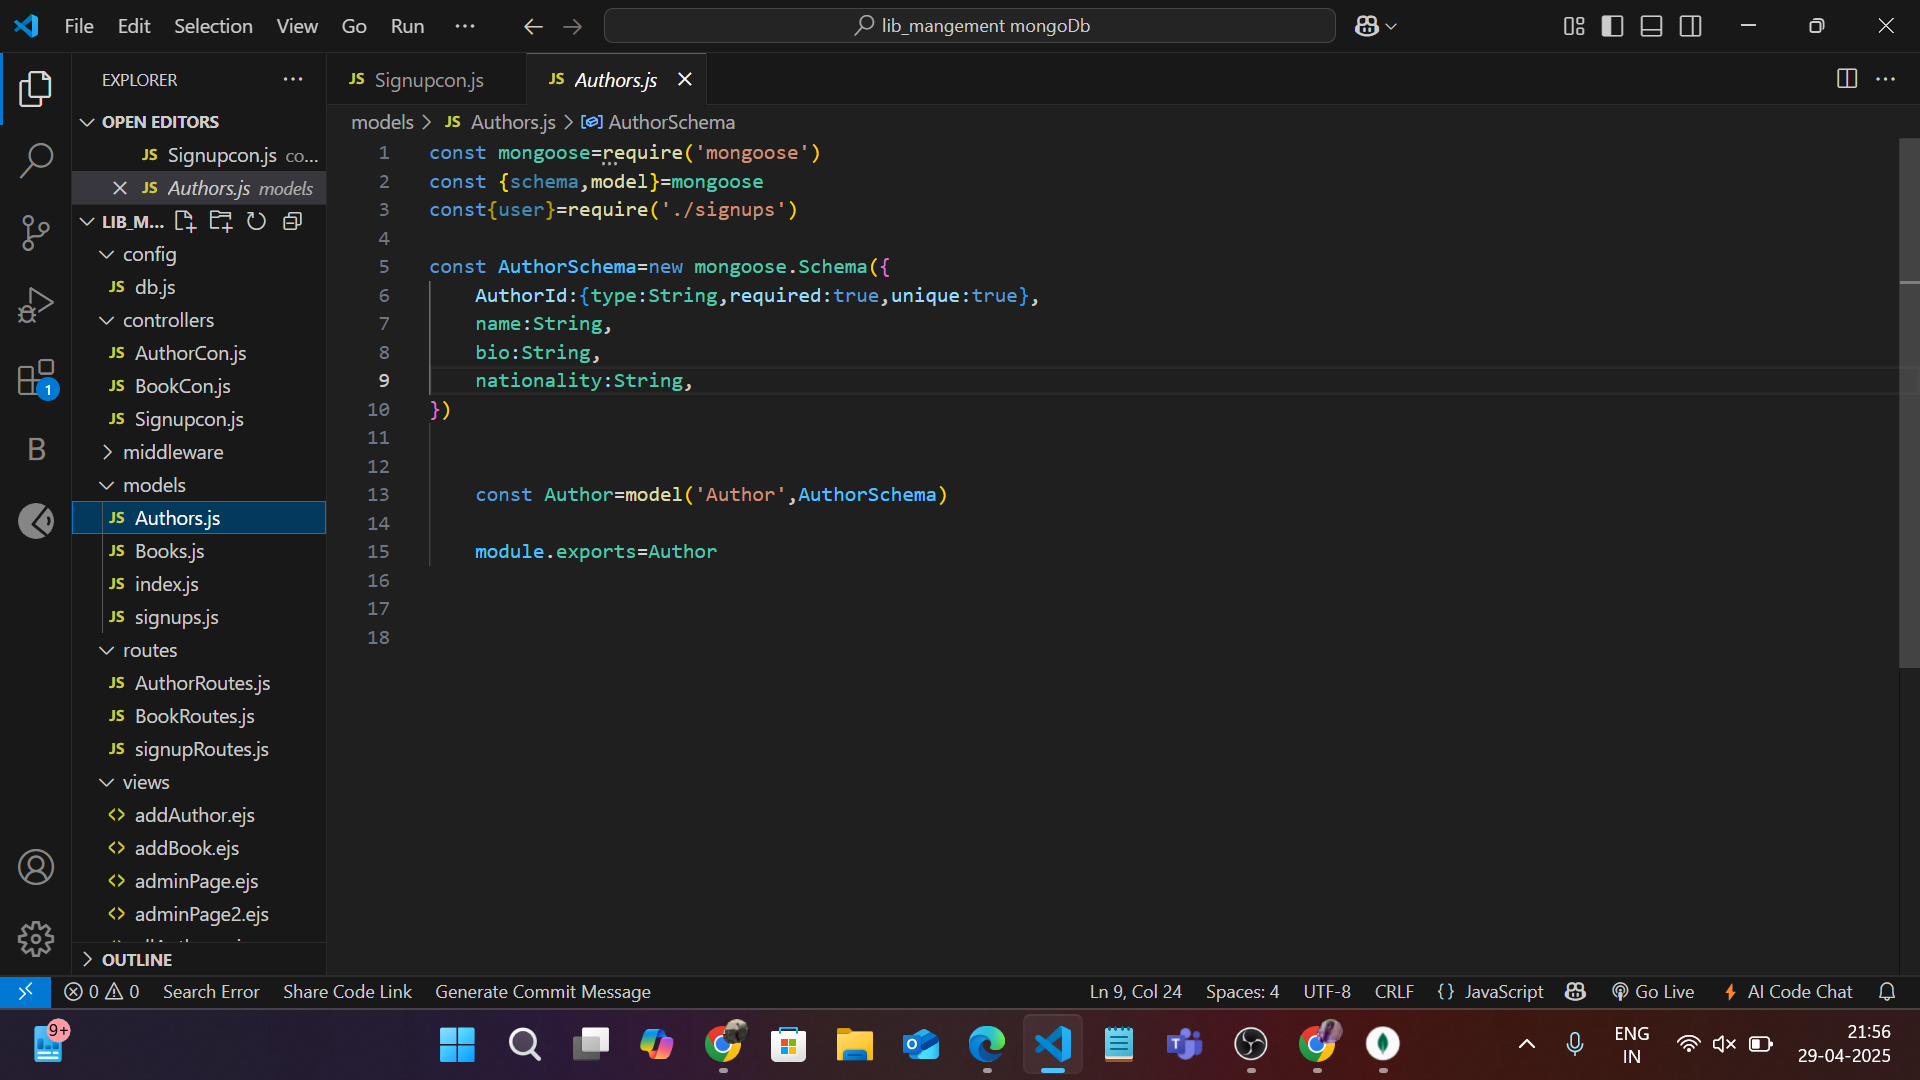 File Edit Selection View Go Run ···
lib_mangement mongoDb
EXPLORER
OPEN EDITORS
JS Signupcon.js co...
JS Authors.js models
LIB_M...
config
JS db.js
controllers
JS AuthorCon.js
JS BookCon.js
JS Signupcon.js
middleware
models
JS Authors.js
JS Books.js
JS index.js
JS signups.js
routes
JS AuthorRoutes.js
JS BookRoutes.js
JS signupRoutes.js
views
<> addAuthor.ejs
<> addBook.ejs
<> adminPage.ejs
<> adminPage2.ejs
OUTLINE
1
B
JS Signupcon.js
JS Authors.js
models > JS Authors.js > AuthorSchema
1 const mongoose=require('mongoose')
2 const {schema,model}=mongoose
3 const{user}=require('./signups')
4
5 const AuthorSchema=new mongoose.Schema({
6 AuthorId:{type:String,required:true,unique:true},
7 name:String,
8 bio:String,
9 nationality:String,
10 })
11
12
13 const Author=model('Author',AuthorSchema)
14
15 module.exports=Author
16
17
18
0 0 Search Error Share Code Link Generate Commit Message
Ln 9, Col 24 Spaces: 4 UTF-8 CRLF {} JavaScript Go Live AI Code Chat
9+
ENG
IN
21:56
29-04-2025